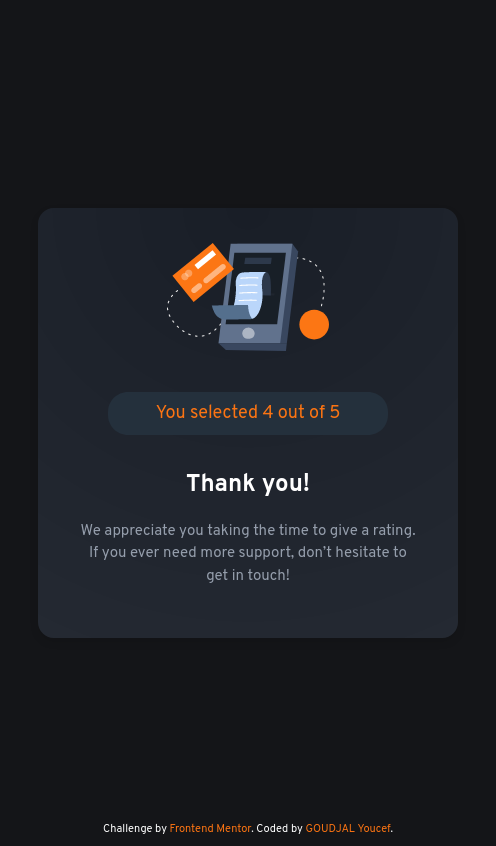 You selected 4 out of 5
Thank you!
We appreciate you taking the time to give a rating.
If you ever need more support, don’t hesitate to
get in touch!
Challenge by Frontend Mentor. Coded by GOUDJAL Youcef.